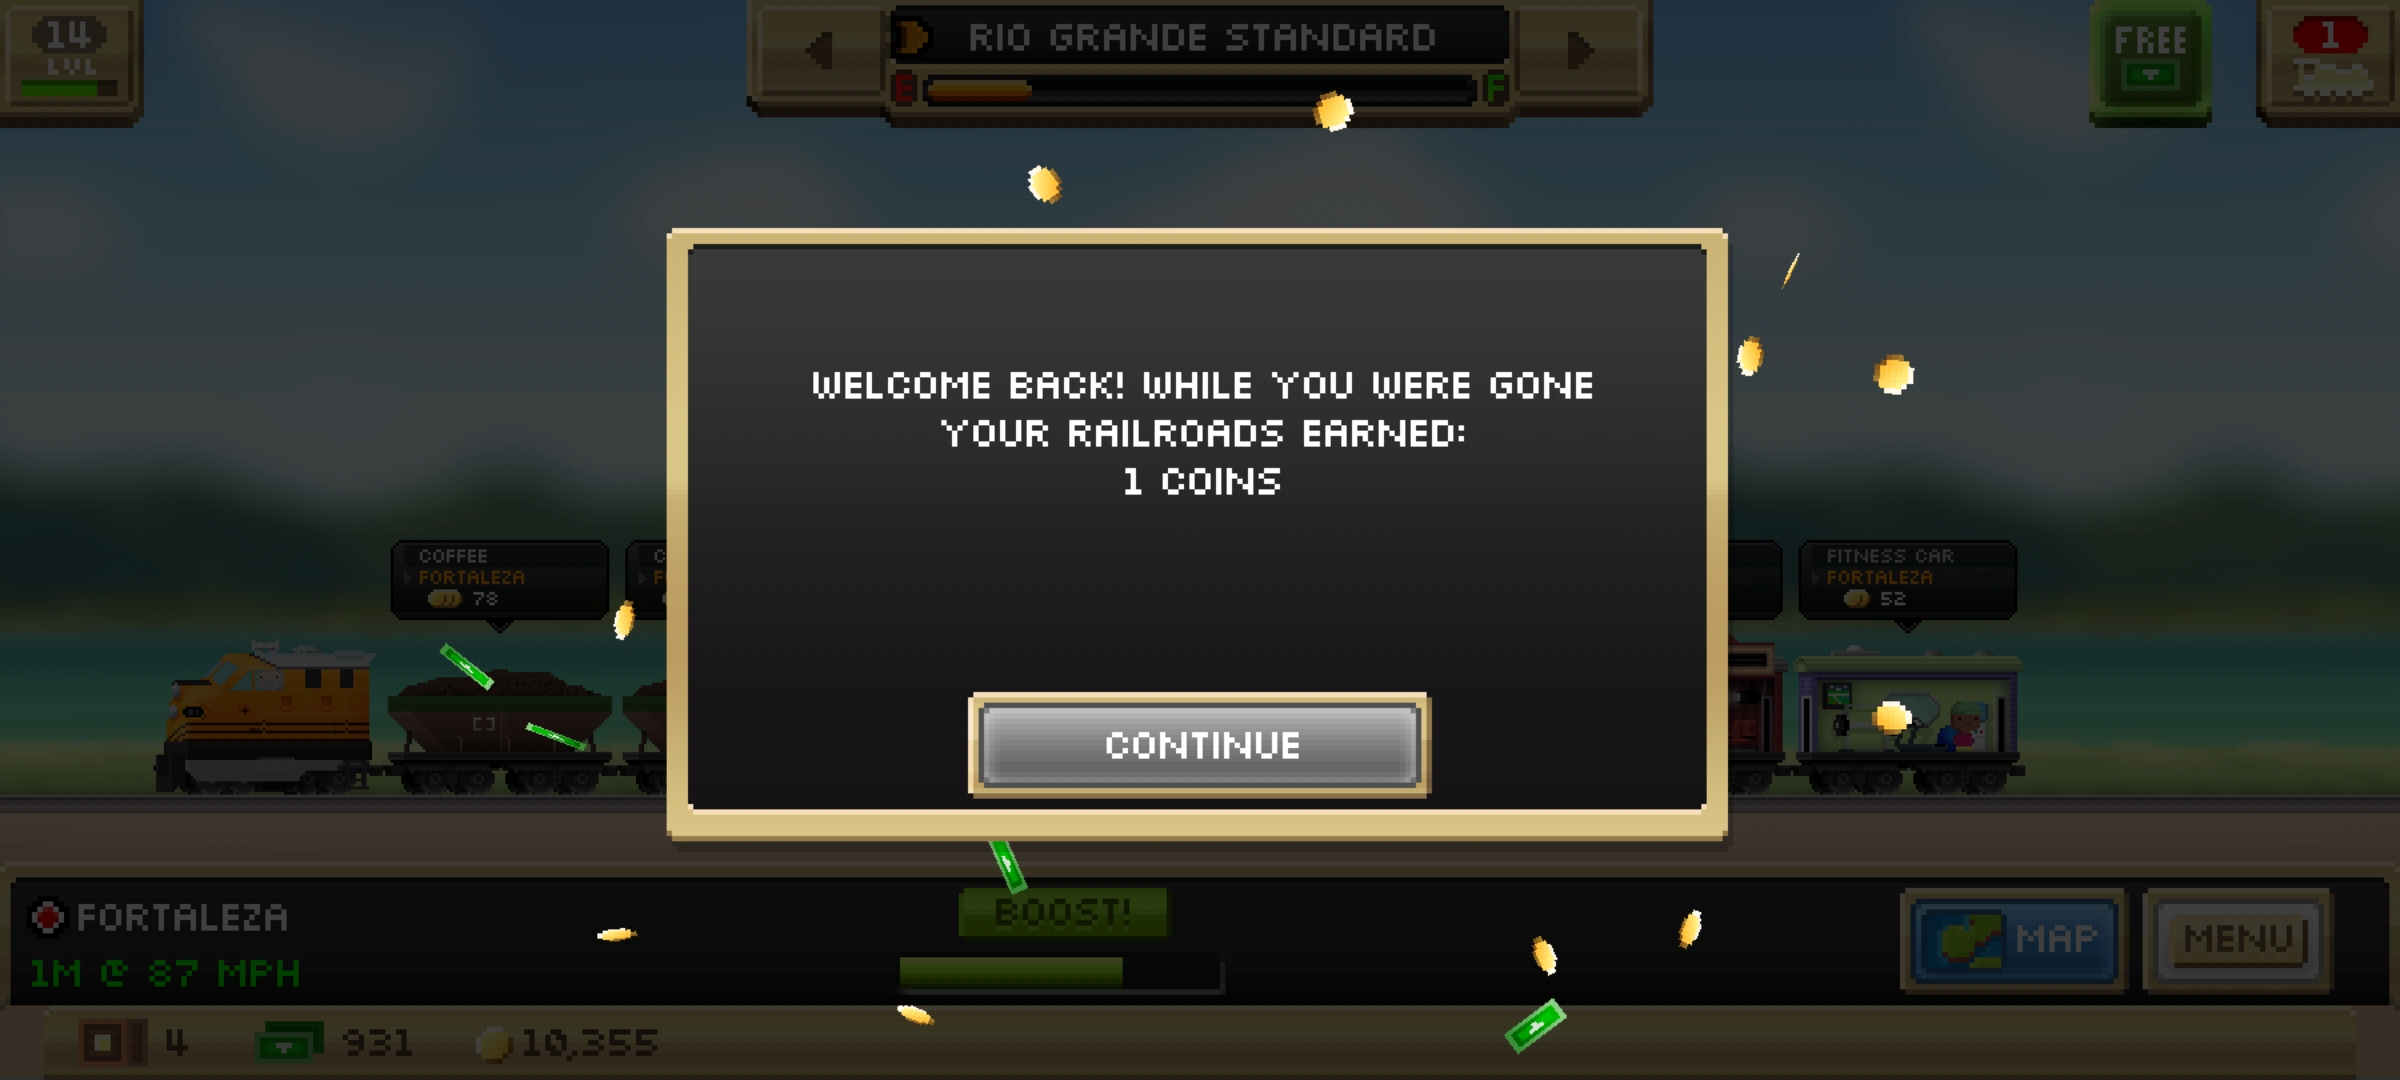 14
LVL
RIO GRANDE STANDARD
E
F
FREE
1
WELCOME BACK! WHILE YOU WERE GONE
YOUR RAILROADS EARNED:
1 COINS
CONTINUE
COFFEE
FORTALEZA
78
FITNESS CAR
FORTALEZA
52
FORTALEZA
1M @ 87 MPH
BOOST!
MAP
MENU
4
931
10,355